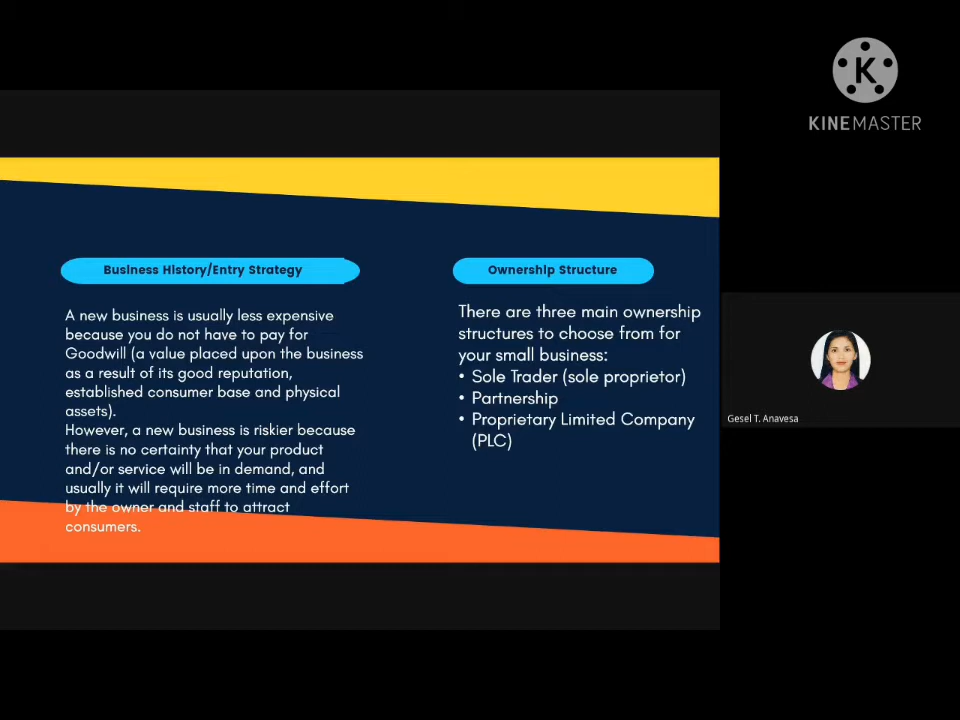 KINEMASTER
Business History/Entry Strategy
A new business is usually less expensive
because you do not have to pay for
Goodwill (a value placed upon the business
as a result of its good reputation,
established consumer base and physical
assets).
However, a new business is riskier because
there is no certainty that your product
and/or service will be in demand, and
usually it will require more time and effort
by the owner and staff to attract
consumers.
Ownership Structure
There are three main ownership
structures to choose from for
your small business:
• Sole Trader (sole proprietor)
• Partnership
• Proprietary Limited Company
(PLC)
Gesel T. Anavesa